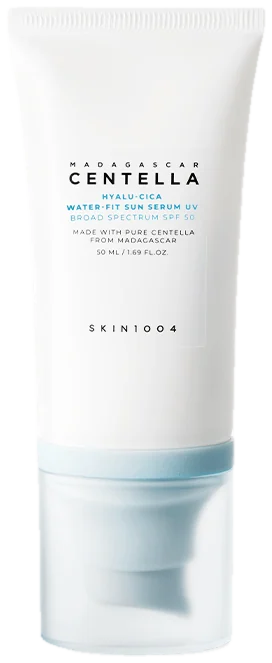 MADAGASCAR
CENTELLA
HYALU-CICA
WATER-FIT SUN SERUM UV
BROAD SPECTRUM SPF 50
MADE WITH PURE CENTELLA
FROM MADAGASCAR
50 ML / 1.69 FL.OZ.
SKIN1004